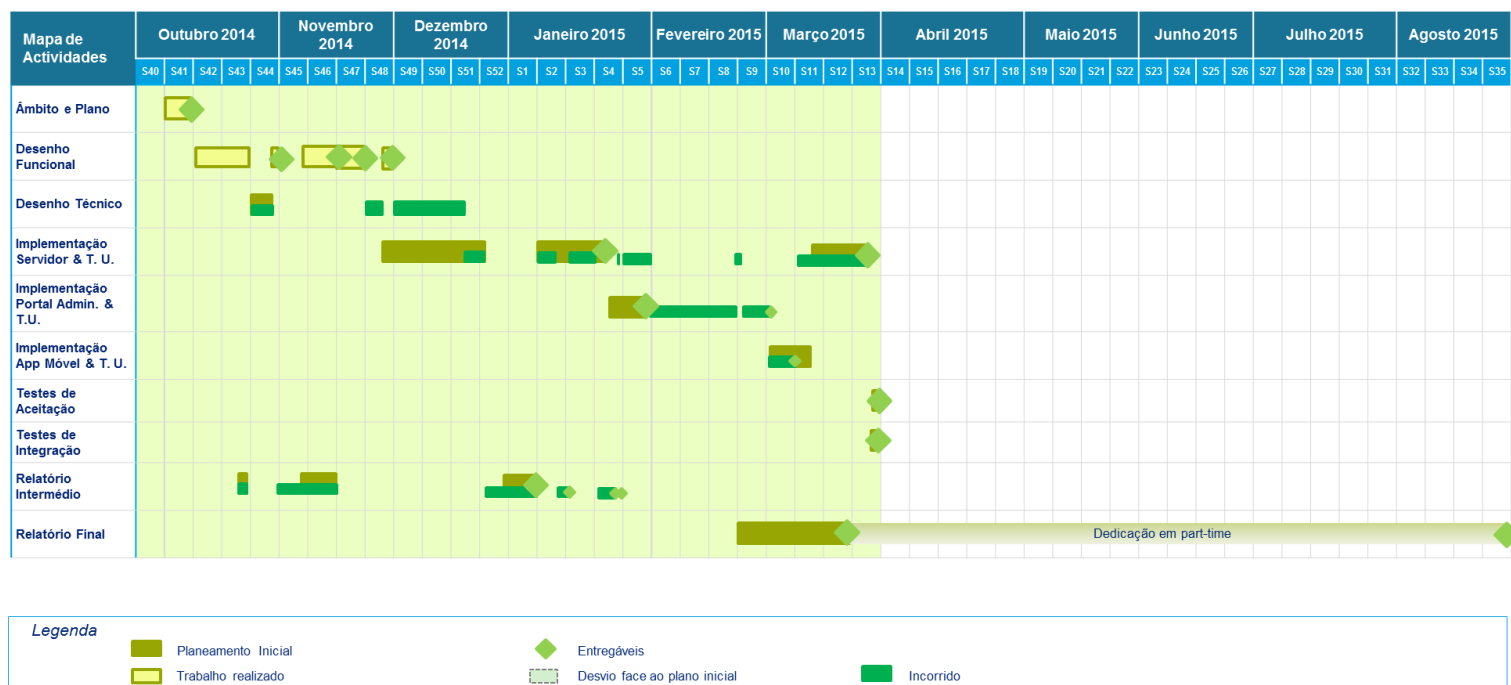 Mapa de
Actividades
Outubro 2014
Novembro
2014
Dezembro
2014
Janeiro 2015
Fevereiro 2015
Março 2015
Abril 2015
Maio 2015
Junho 2015
Julho 2015
Agosto 2015
S40 S41 S42 S43 S44 S45 S46 S47 S48 S49 S50 S51 S52 S1 S2 S3 S4 S5 S6 S7 S8 S9 S10 S11 S12 S13 S14 S15 S16 S17 S18 S19 S20 S21 S22 S23 S24 S25 S26 S27 S28 S29 S30 S31 S32 S33 S34 S35
Âmbito e Plano
Desenho
Funcional
Desenho Técnico
Implementação
Servidor & T. U.
Implementação
Portal Admin. &
T.U.
Implementação
App Móvel & T. U.
Testes de
Aceitação
Testes de
Integração
Relatório
Intermédio
Relatório Final
Dedicação em part-time
Legenda
Planeamento Inicial
Entregáveis
Trabalho realizado
Desvio face ao plano inicial
Incorrido